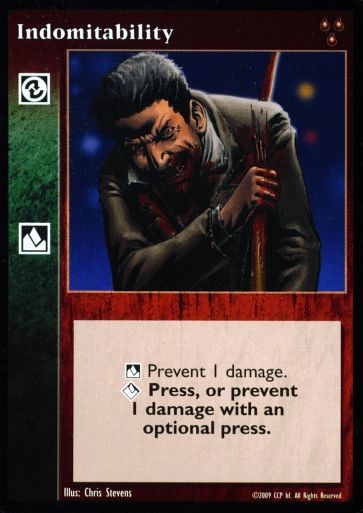 Indomitability
Prevent 1 damage.
Press, or prevent
1 damage with an
optional press.
Illus: Chris Stevens
©2009 CCP hf. All Rights Reserved